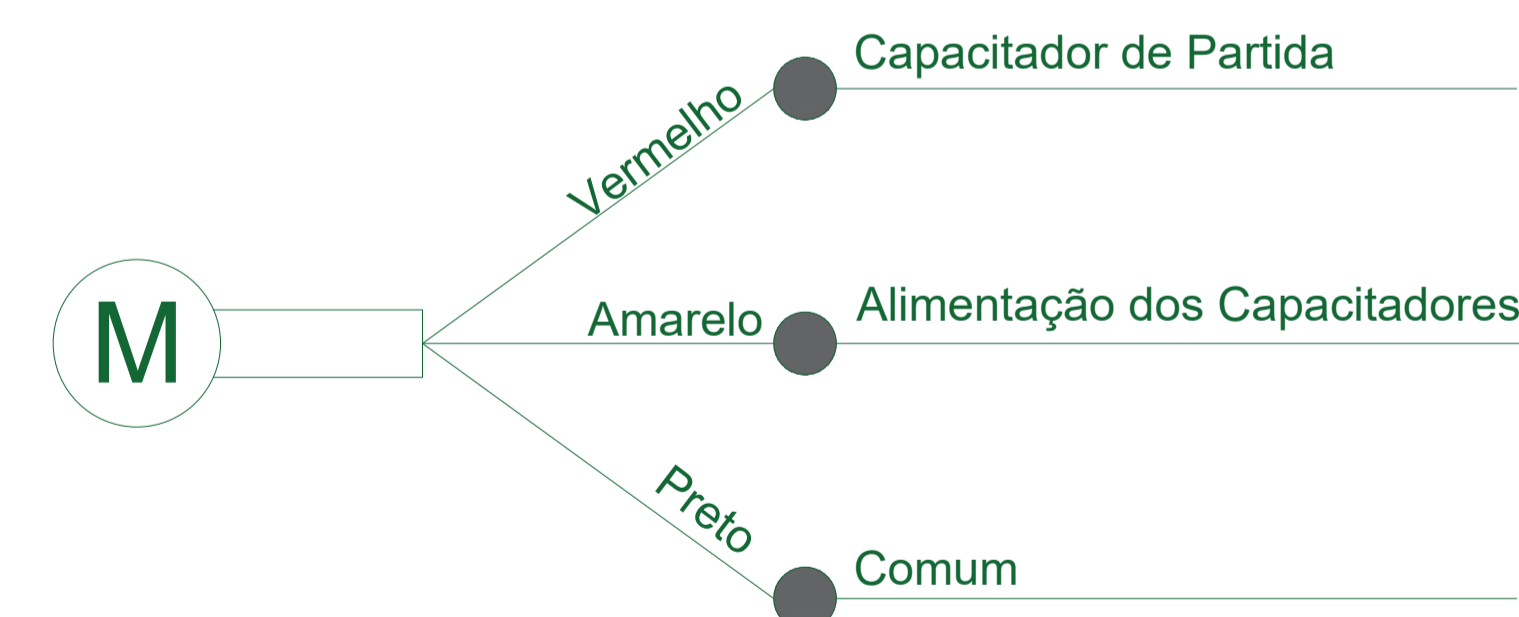 Capacitador de Partida
Vermelho
M
Amarelo
Alimentação dos Capacitadores
Preto
Comum